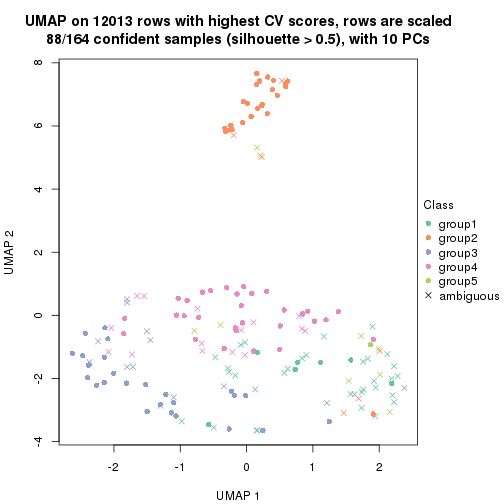 UMAP on 12013 rows with highest CV scores, rows are scaled
88/164 confident samples (silhouette > 0.5), with 10 PCs
8
6
4
2
0
-2
-4
UMAP 2
-2
-1
0
1
2
UMAP 1
Class
group1
group2
group3
group4
group5
ambiguous